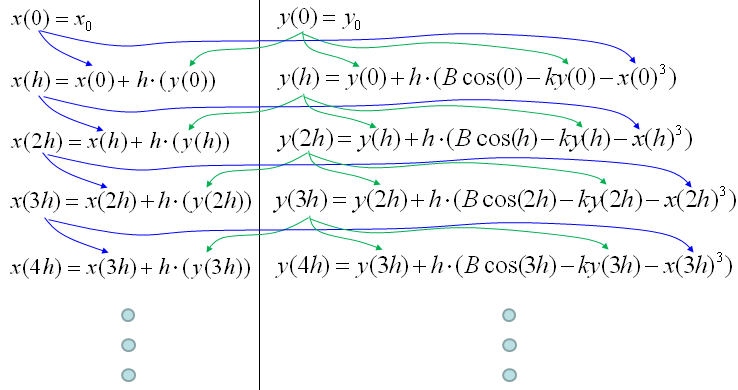 x(0) = x₀
y(0) = y₀
x(h) = x(0) + h·(y(0))
y(h) = y(0) + h·(B cos(0) − ky(0) − x(0)³)
x(2h) = x(h) + h·(y(h))
y(2h) = y(h) + h·(B cos(h) − ky(h) − x(h)³)
x(3h) = x(2h) + h·(y(2h))
y(3h) = y(2h) + h·(B cos(2h) − ky(2h) − x(2h)³)
x(4h) = x(3h) + h·(y(3h))
y(4h) = y(3h) + h·(B cos(3h) − ky(3h) − x(3h)³)